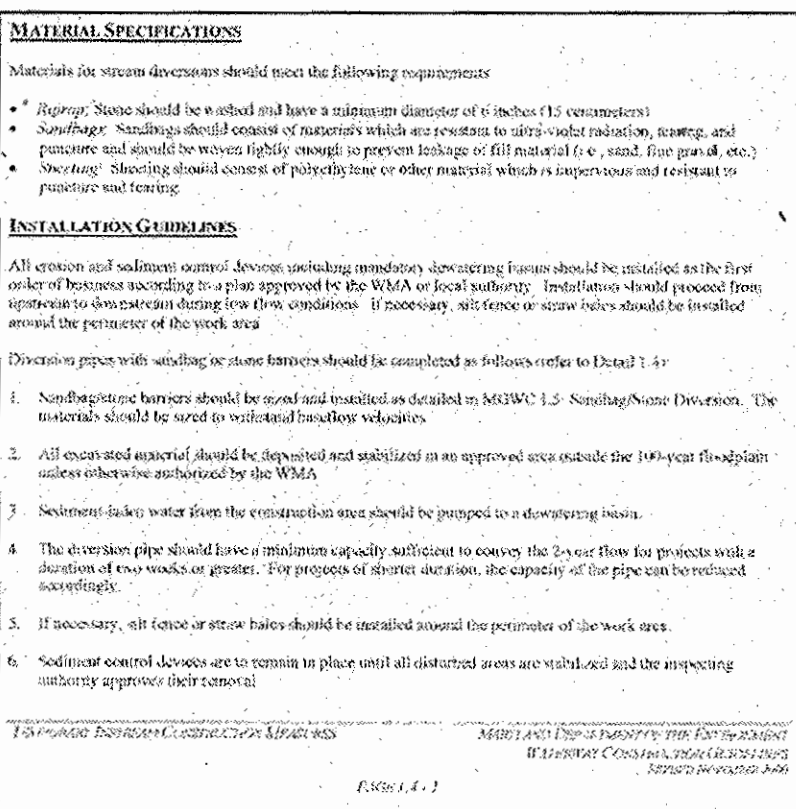 MATERIAL SPECIFICATIONS
Materials for stream diversions should meet the following requirements
• Riprap: Stone should be washed and have a minimum diameter of 6 inches (15 centimeters)
• Sandbags: Sandbags should consist of materials which are resistant to ultra-violet radiation, tearing, and
puncture and should be woven tightly enough to prevent leakage of fill material (i.e., sand, fine gravel, etc.)
• Sheeting: Sheeting should consist of polyethylene or other material which is impervious and resistant to
puncture and tearing.
INSTALLATION GUIDELINES
All erosion and sediment control devices including mandatory dewatering basins should be installed as the first
order of business according to a plan approved by the WMA or local authority. Installation should proceed from
upstream to downstream during low flow conditions. If necessary, silt fence or straw bales should be installed
around the perimeter of the work area
Diversion pipes with sandbag or stone barriers should be completed as follows (refer to Detail 1.4):
1. Sandbag/stone barriers should be sized and installed as detailed in MGWC 1.5: Sandbag/Stone Diversion. The
materials should be sized to withstand baseflow velocities
2. All excavated material should be deposited and stabilized in an approved area outside the 100-year floodplain
unless otherwise authorized by the WMA
3 Sediment-laden water from the construction area should be pumped to a dewatering basin.
4. The diversion pipe should have a minimum capacity sufficient to convey the 2-year flow for projects with a
duration of two weeks or greater. For projects of shorter duration, the capacity of the pipe can be reduced
accordingly.
5. If necessary, silt fence or straw bales should be installed around the perimeter of the work area.
6. Sediment control devices are to remain in place until all disturbed areas are stabilized and the inspecting
authority approves their removal
TEMPORARY INSTREAM CONSTRUCTION MEASURES
MARYLAND DEPARTMENT OF THE ENVIRONMENT
WATERWAY CONSTRUCTION GUIDELINES
REVISED NOVEMBER 2000
PAGE 1.4 - 2